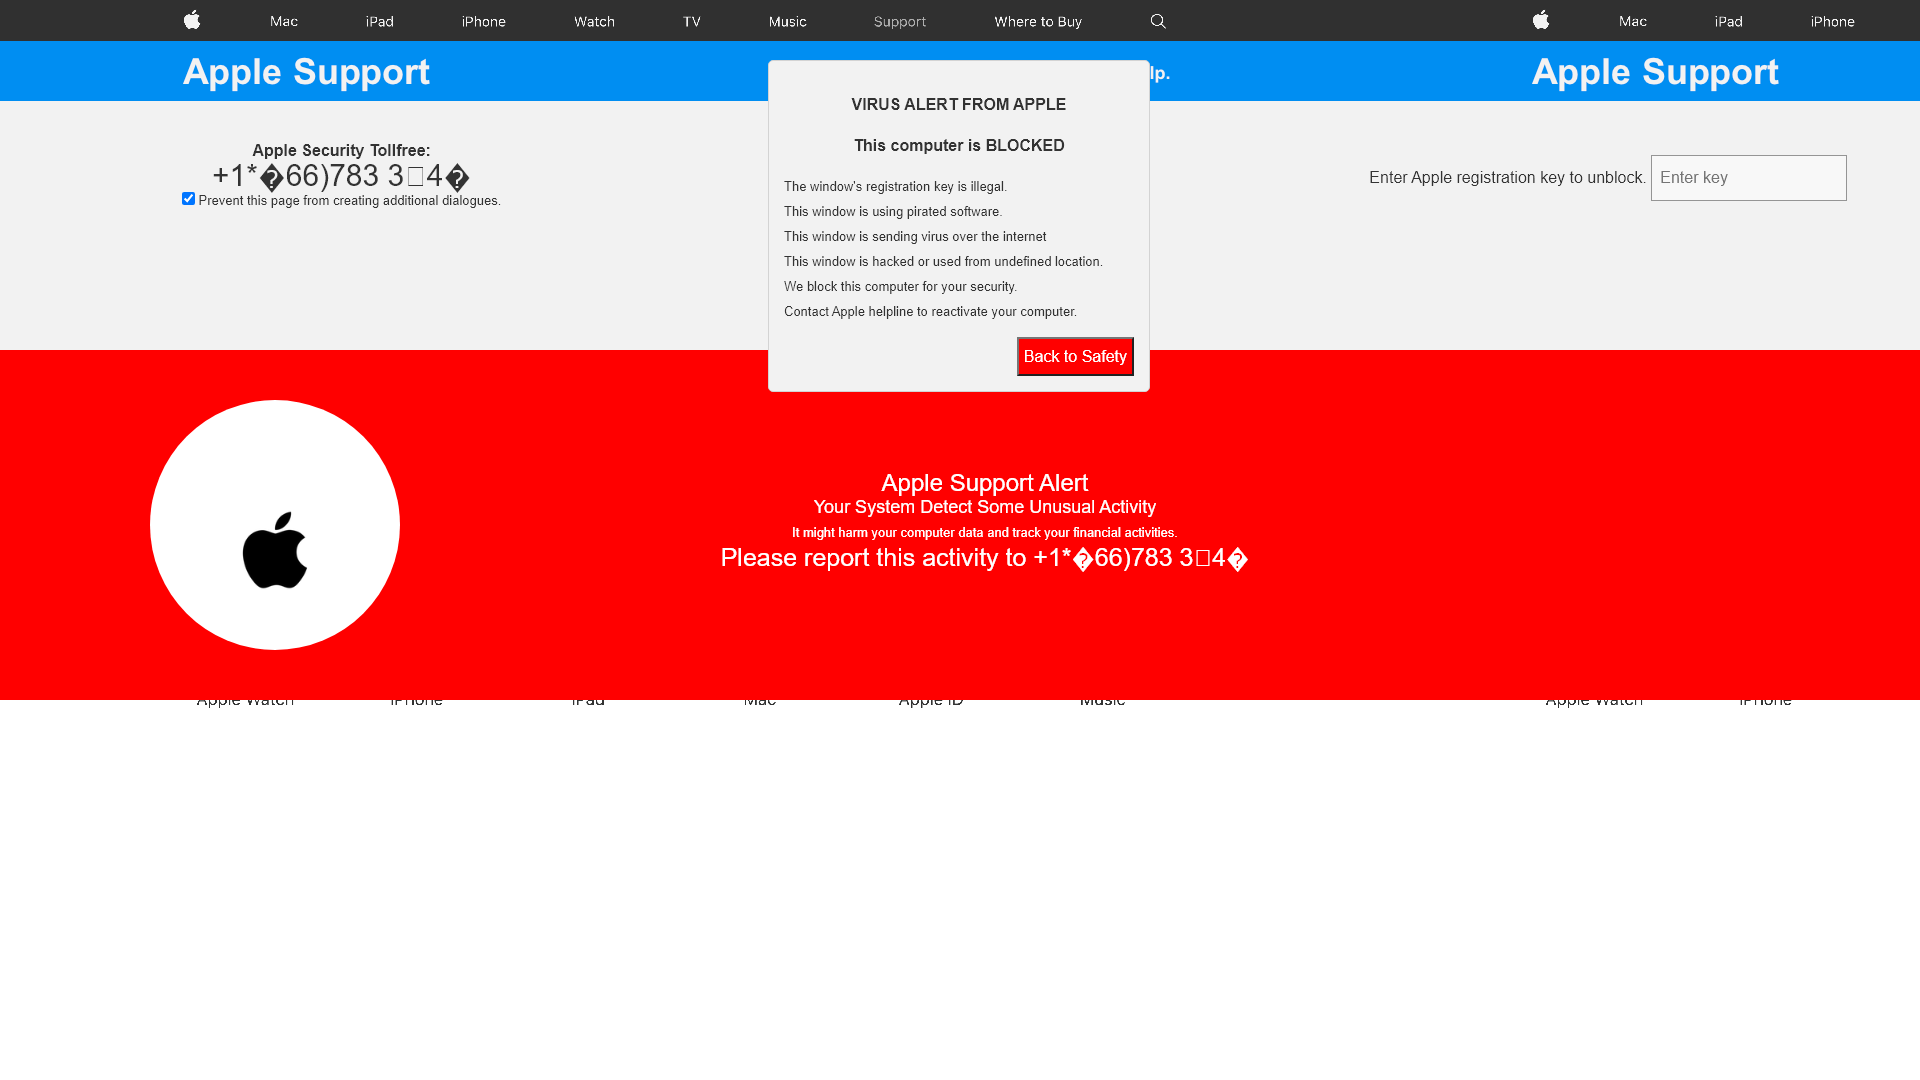 Mac iPad iPhone Watch TV Music Support Where to Buy Mac iPad iPhone
Apple Support lp. Apple Support
Apple Security Tollfree:
+1*�66)783 3□4�
Prevent this page from creating additional dialogues.
VIRUS ALERT FROM APPLE
This computer is BLOCKED
The window's registration key is illegal.
This window is using pirated software.
This window is sending virus over the internet
This window is hacked or used from undefined location.
We block this computer for your security.
Contact Apple helpline to reactivate your computer.
Back to Safety
Enter Apple registration key to unblock. Enter key
Apple Support Alert
Your System Detect Some Unusual Activity
It might harm your computer data and track your financial activities.
Please report this activity to +1*�66)783 3□4�
Apple Watch iPhone iPad Mac Apple ID Music Apple Watch iPhone